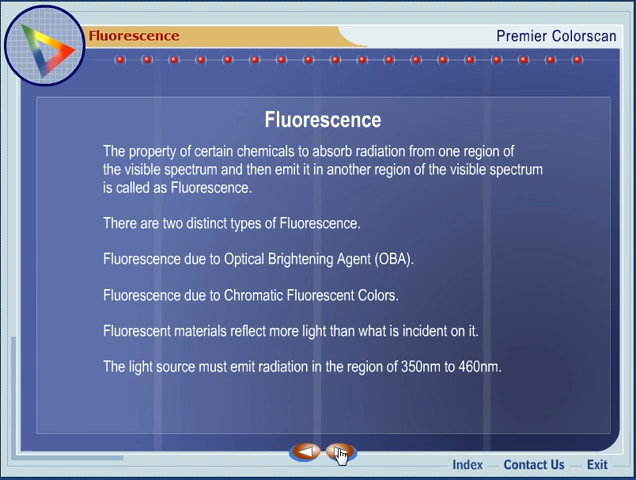 Fluorescence
Premier Colorscan
Fluorescence
The property of certain chemicals to absorb radiation from one region of
the visible spectrum and then emit it in another region of the visible spectrum
is called as Fluorescence.
There are two distinct types of Fluorescence.
Fluorescence due to Optical Brightening Agent (OBA).
Fluorescence due to Chromatic Fluorescent Colors.
Fluorescent materials reflect more light than what is incident on it.
The light source must emit radiation in the region of 350nm to 460nm.
Index — Contact Us — Exit